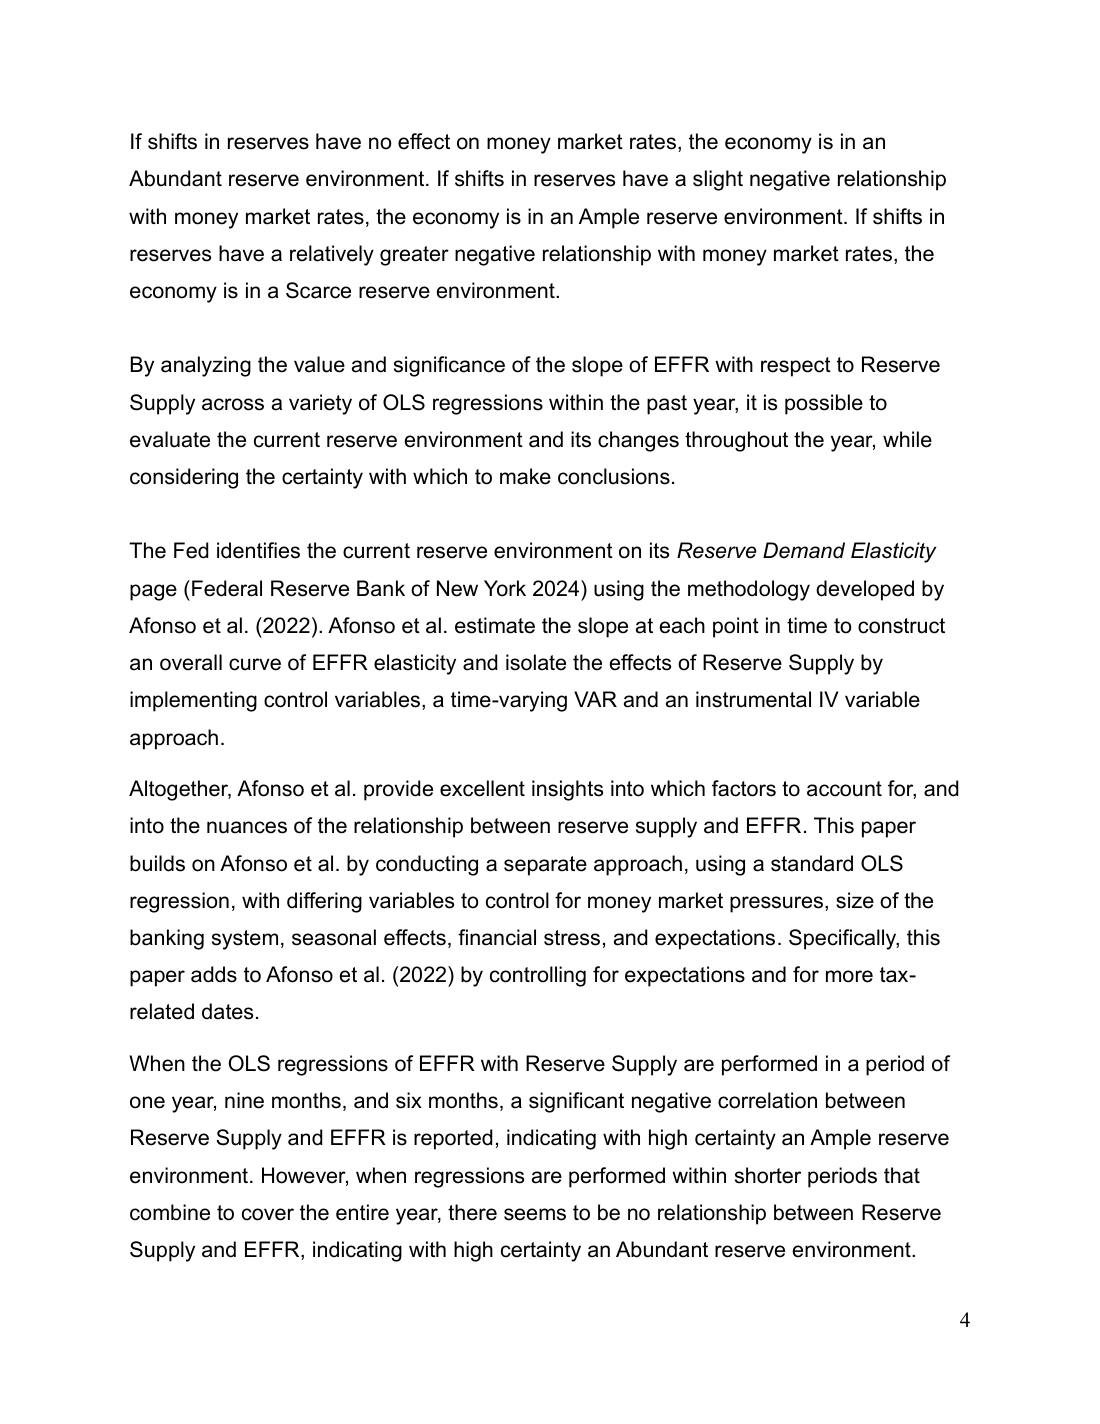 If shifts in reserves have no effect on money market rates, the economy is in an
Abundant reserve environment. If shifts in reserves have a slight negative relationship
with money market rates, the economy is in an Ample reserve environment. If shifts in
reserves have a relatively greater negative relationship with money market rates, the
economy is in a Scarce reserve environment.
By analyzing the value and significance of the slope of EFFR with respect to Reserve
Supply across a variety of OLS regressions within the past year, it is possible to
evaluate the current reserve environment and its changes throughout the year, while
considering the certainty with which to make conclusions.
The Fed identifies the current reserve environment on its Reserve Demand Elasticity
page (Federal Reserve Bank of New York 2024) using the methodology developed by
Afonso et al. (2022). Afonso et al. estimate the slope at each point in time to construct
an overall curve of EFFR elasticity and isolate the effects of Reserve Supply by
implementing control variables, a time-varying VAR and an instrumental IV variable
approach.
Altogether, Afonso et al. provide excellent insights into which factors to account for, and
into the nuances of the relationship between reserve supply and EFFR. This paper
builds on Afonso et al. by conducting a separate approach, using a standard OLS
regression, with differing variables to control for money market pressures, size of the
banking system, seasonal effects, financial stress, and expectations. Specifically, this
paper adds to Afonso et al. (2022) by controlling for expectations and for more tax-
related dates.
When the OLS regressions of EFFR with Reserve Supply are performed in a period of
one year, nine months, and six months, a significant negative correlation between
Reserve Supply and EFFR is reported, indicating with high certainty an Ample reserve
environment. However, when regressions are performed within shorter periods that
combine to cover the entire year, there seems to be no relationship between Reserve
Supply and EFFR, indicating with high certainty an Abundant reserve environment.
4